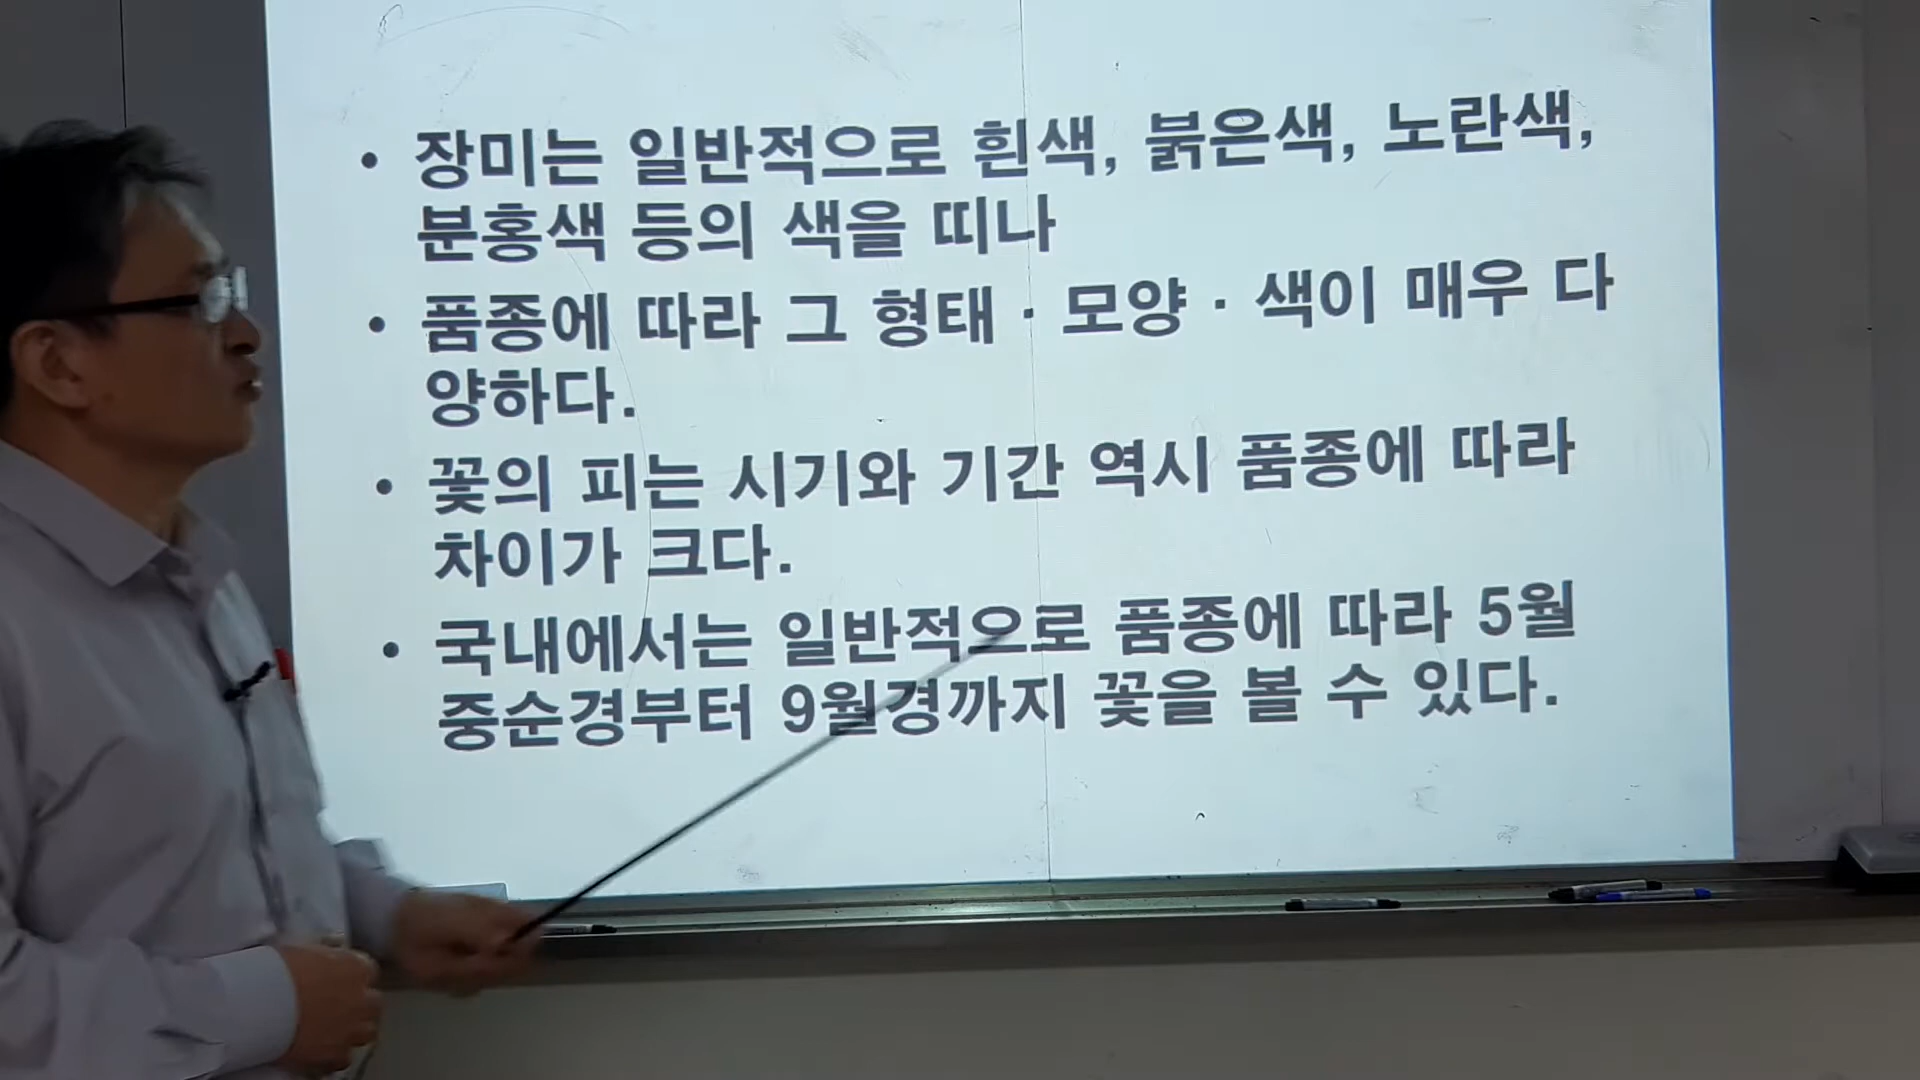 • 장미는 일반적으로 흰색, 붉은색, 노란색,
분홍색 등의 색을 띠나
• 품종에 따라 그 형태 · 모양 · 색이 매우 다
양하다.
• 꽃의 피는 시기와 기간 역시 품종에 따라
차이가 크다.
• 국내에서는 일반적으로 품종에 따라 5월
중순경부터 9월경까지 꽃을 볼 수 있다.